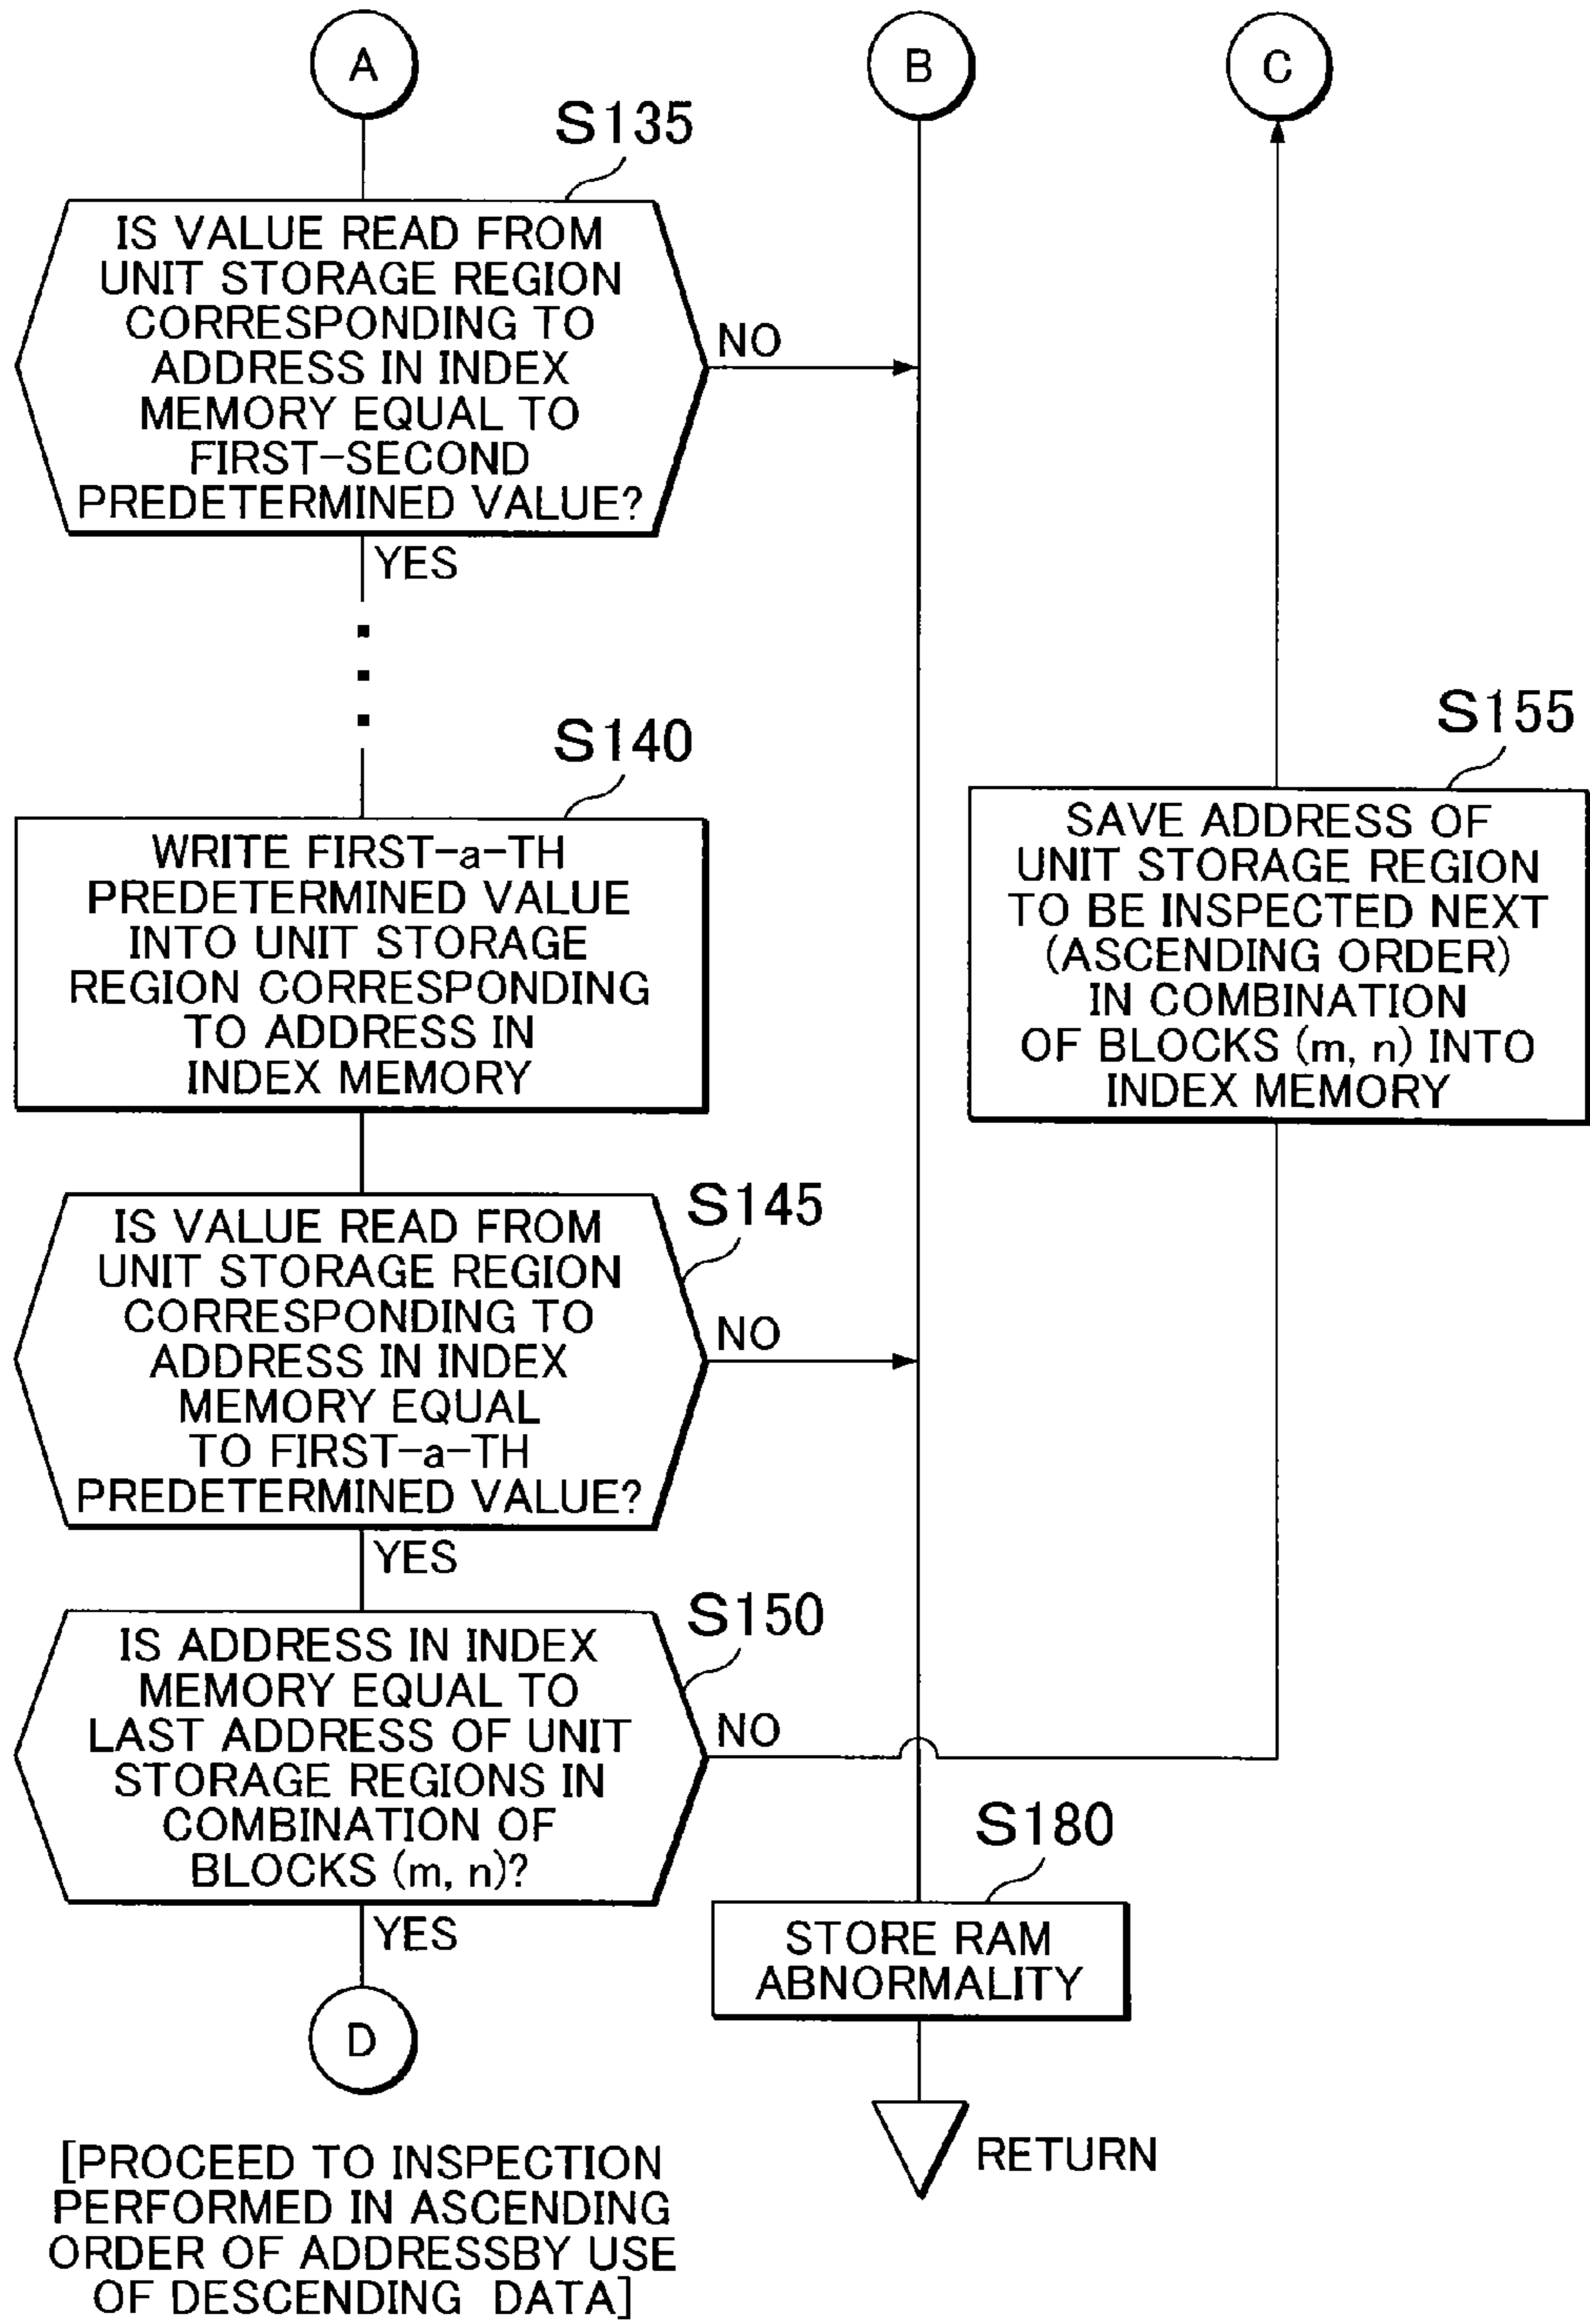 A
B
C
S135
IS VALUE READ FROM
UNIT STORAGE REGION
CORRESPONDING TO
ADDRESS IN INDEX
MEMORY EQUAL TO
FIRST-SECOND
PREDETERMINED VALUE?
NO
YES
S140
WRITE FIRST-a-TH
PREDETERMINED VALUE
INTO UNIT STORAGE
REGION CORRESPONDING
TO ADDRESS IN
INDEX MEMORY
S155
SAVE ADDRESS OF
UNIT STORAGE REGION
TO BE INSPECTED NEXT
(ASCENDING ORDER)
IN COMBINATION
OF BLOCKS (m, n) INTO
INDEX MEMORY
S145
IS VALUE READ FROM
UNIT STORAGE REGION
CORRESPONDING TO
ADDRESS IN INDEX
MEMORY EQUAL
TO FIRST-a-TH
PREDETERMINED VALUE?
NO
YES
S150
IS ADDRESS IN INDEX
MEMORY EQUAL TO
LAST ADDRESS OF UNIT
STORAGE REGIONS IN
COMBINATION OF
BLOCKS (m, n)?
NO
YES
S180
STORE RAM
ABNORMALITY
D
RETURN
[PROCEED TO INSPECTION
PERFORMED IN ASCENDING
ORDER OF ADDRESSBY USE
OF DESCENDING DATA]